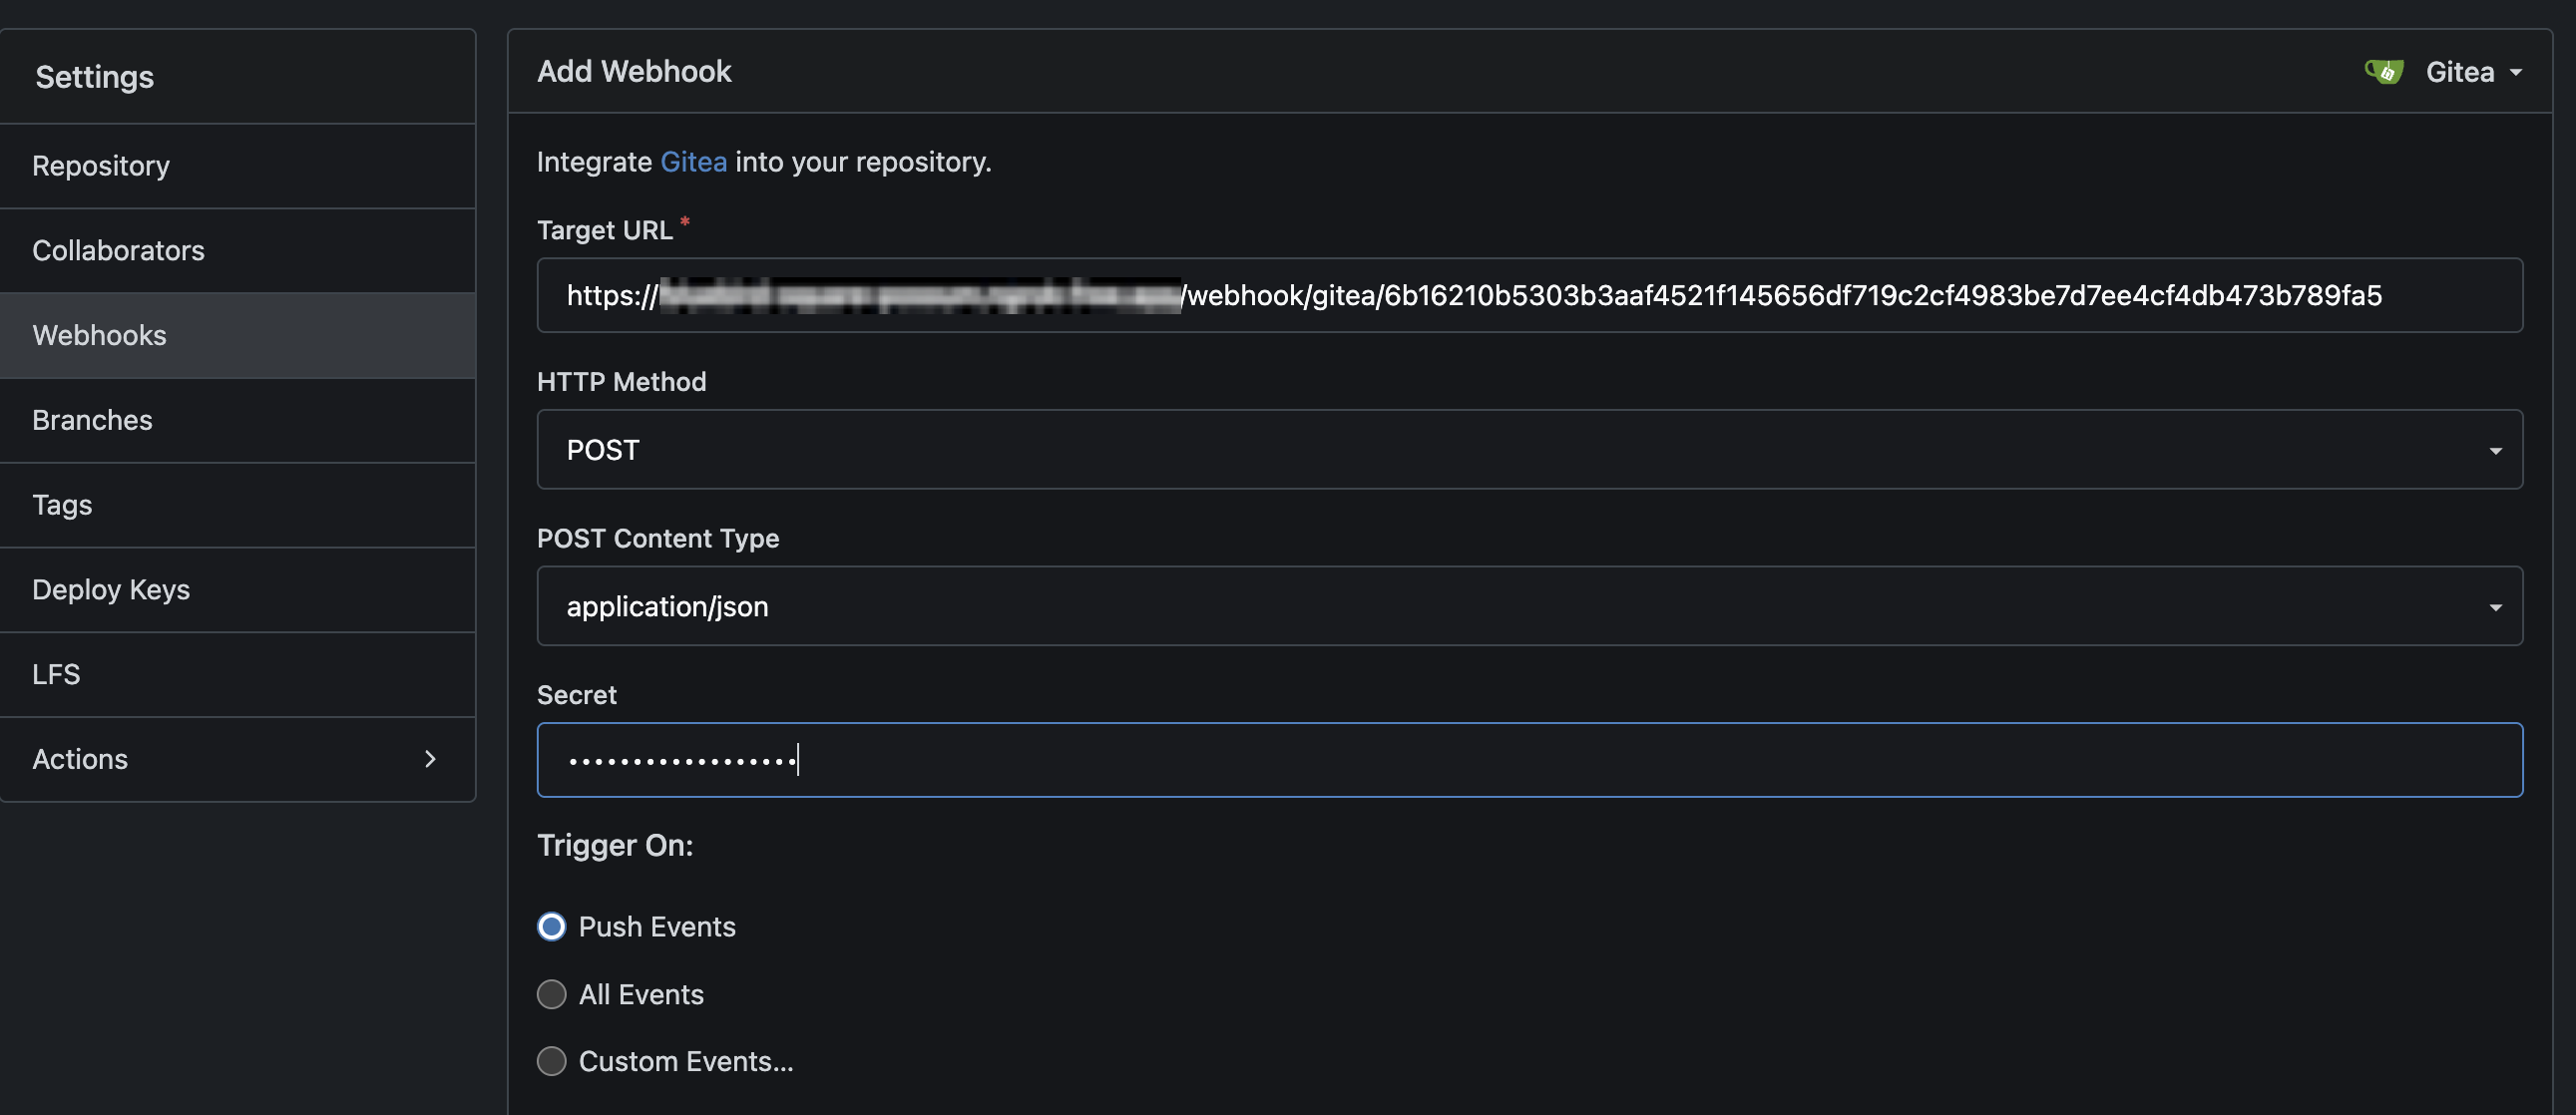 Settings
Repository
Collaborators
Webhooks
Branches
Tags
Deploy Keys
LFS
Actions
Add Webhook
Gitea
Integrate Gitea into your repository.
Target URL *
https:// /webhook/gitea/6b16210b5303b3aaf4521f145656df719c2cf4983be7d7ee4cf4db473b789fa5
HTTP Method
POST
POST Content Type
application/json
Secret
••••••••••••••••••
Trigger On:
Push Events
All Events
Custom Events...